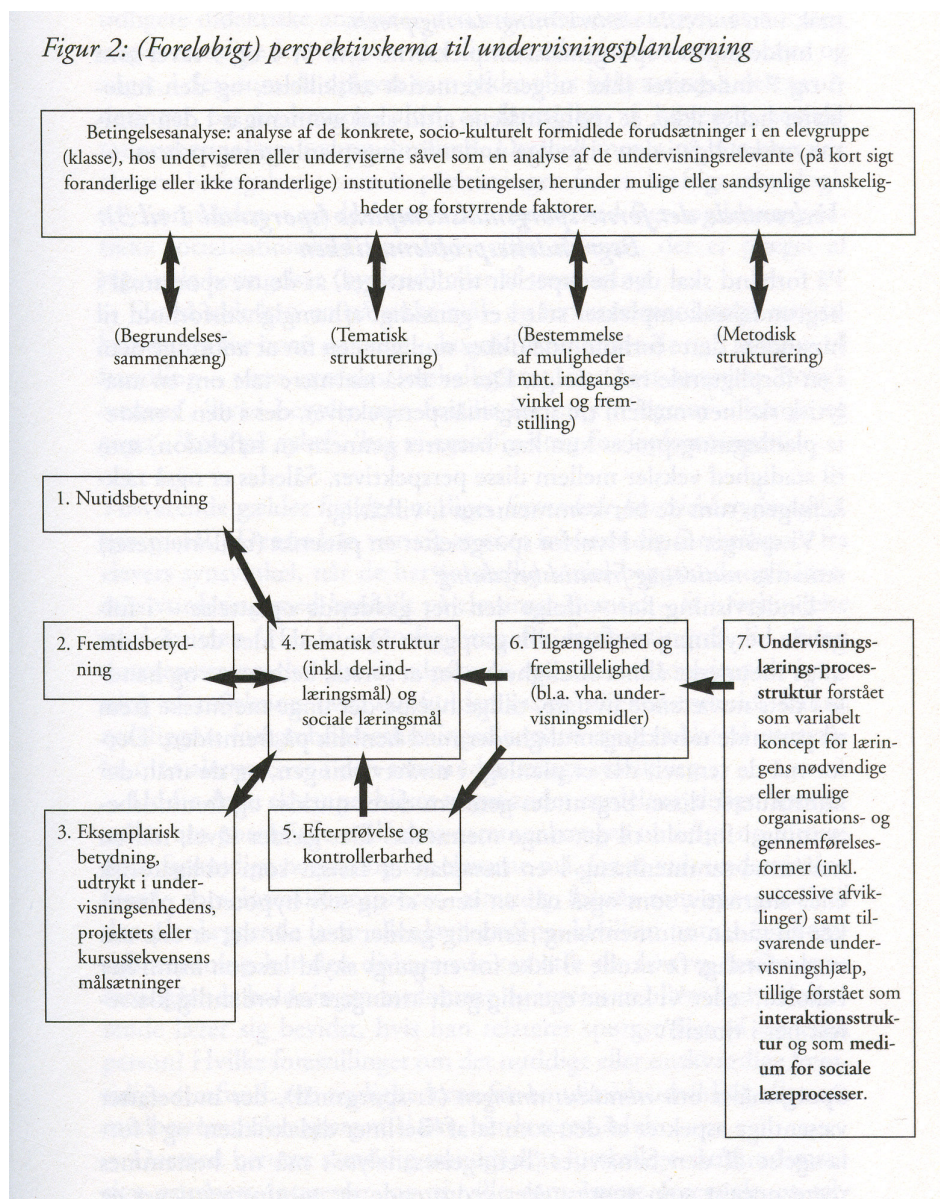 Figur 2: (Foreløbigt) perspektivskema til undervisningsplanlægning
Betingelsesanalyse: analyse af de konkrete, socio-kulturelt formidlede forudsætninger i en elevgruppe
(klasse), hos underviseren eller underviserne såvel som en analyse af de undervisningsrelevante (på kort sigt
foranderlige eller ikke foranderlige) institutionelle betingelser, herunder mulige eller sandsynlige vanskelig-
heder og forstyrrende faktorer.
(Begrundelses-
sammenhæng)
(Tematisk
strukturering)
(Bestemmelse
af muligheder
mht. indgangs-
vinkel og frem-
stilling)
(Metodisk
strukturering)
1. Nutidsbetydning
2. Fremtidsbetyd-
ning
4. Tematisk struktur
(inkl. del-ind-
læringsmål) og
sociale læringsmål
6. Tilgængelighed og
fremstillelighed
(bl.a. vha. under-
visningsmidler)
7. Undervisnings-
lærings-proces-
struktur forstået
som variabelt
koncept for lærin-
gens nødvendige
eller mulige
organisations- og
gennemførelses-
former (inkl.
successive afvik-
linger) samt til-
svarende under-
visningshjælp,
tillige forstået som
interaktionsstruk-
tur og som medi-
um for sociale
læreprocesser.
3. Eksemplarisk
betydning,
udtrykt i under-
visningsenhedens,
projektets eller
kursussekvensens
målsætninger
5. Efterprøvelse og
kontrollerbarhed